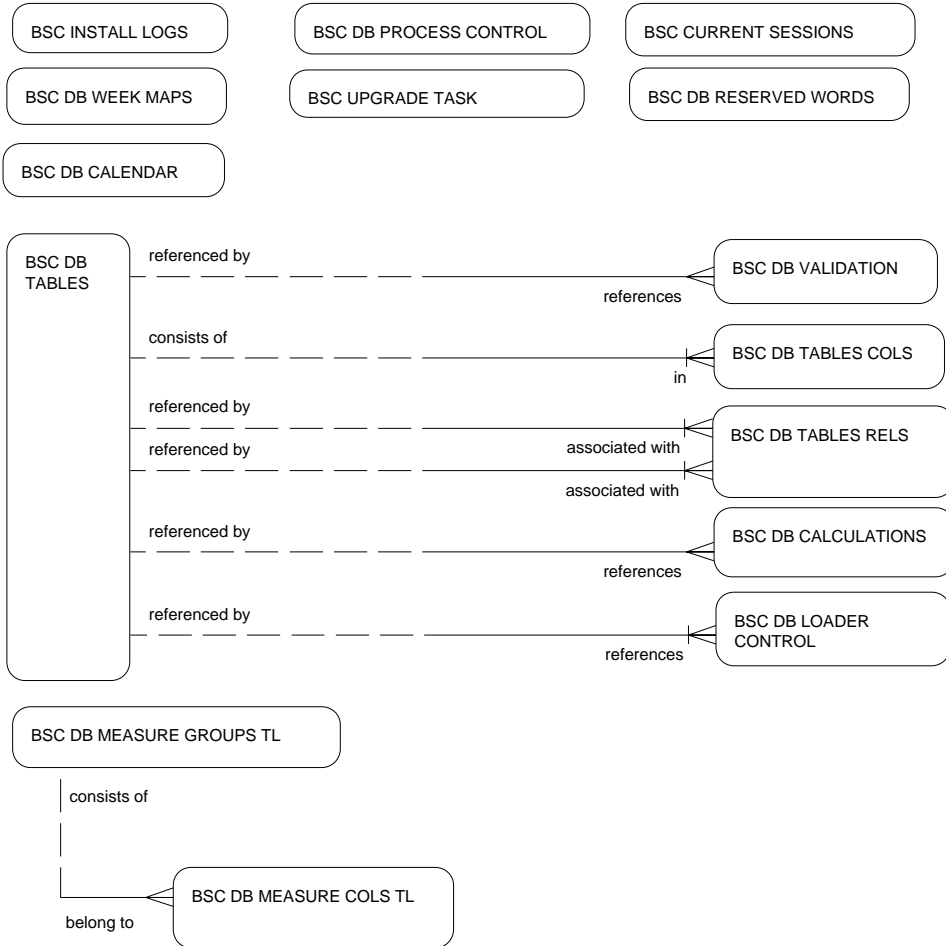 BSC INSTALL LOGS
BSC DB PROCESS CONTROL
BSC CURRENT SESSIONS
BSC DB WEEK MAPS
BSC UPGRADE TASK
BSC DB RESERVED WORDS
BSC DB CALENDAR
BSC DB
TABLES
referenced by
BSC DB VALIDATION
references
consists of
BSC DB TABLES COLS
in
referenced by
BSC DB TABLES RELS
associated with
referenced by
associated with
referenced by
BSC DB CALCULATIONS
references
referenced by
BSC DB LOADER
CONTROL
references
BSC DB MEASURE GROUPS TL
consists of
BSC DB MEASURE COLS TL
belong to